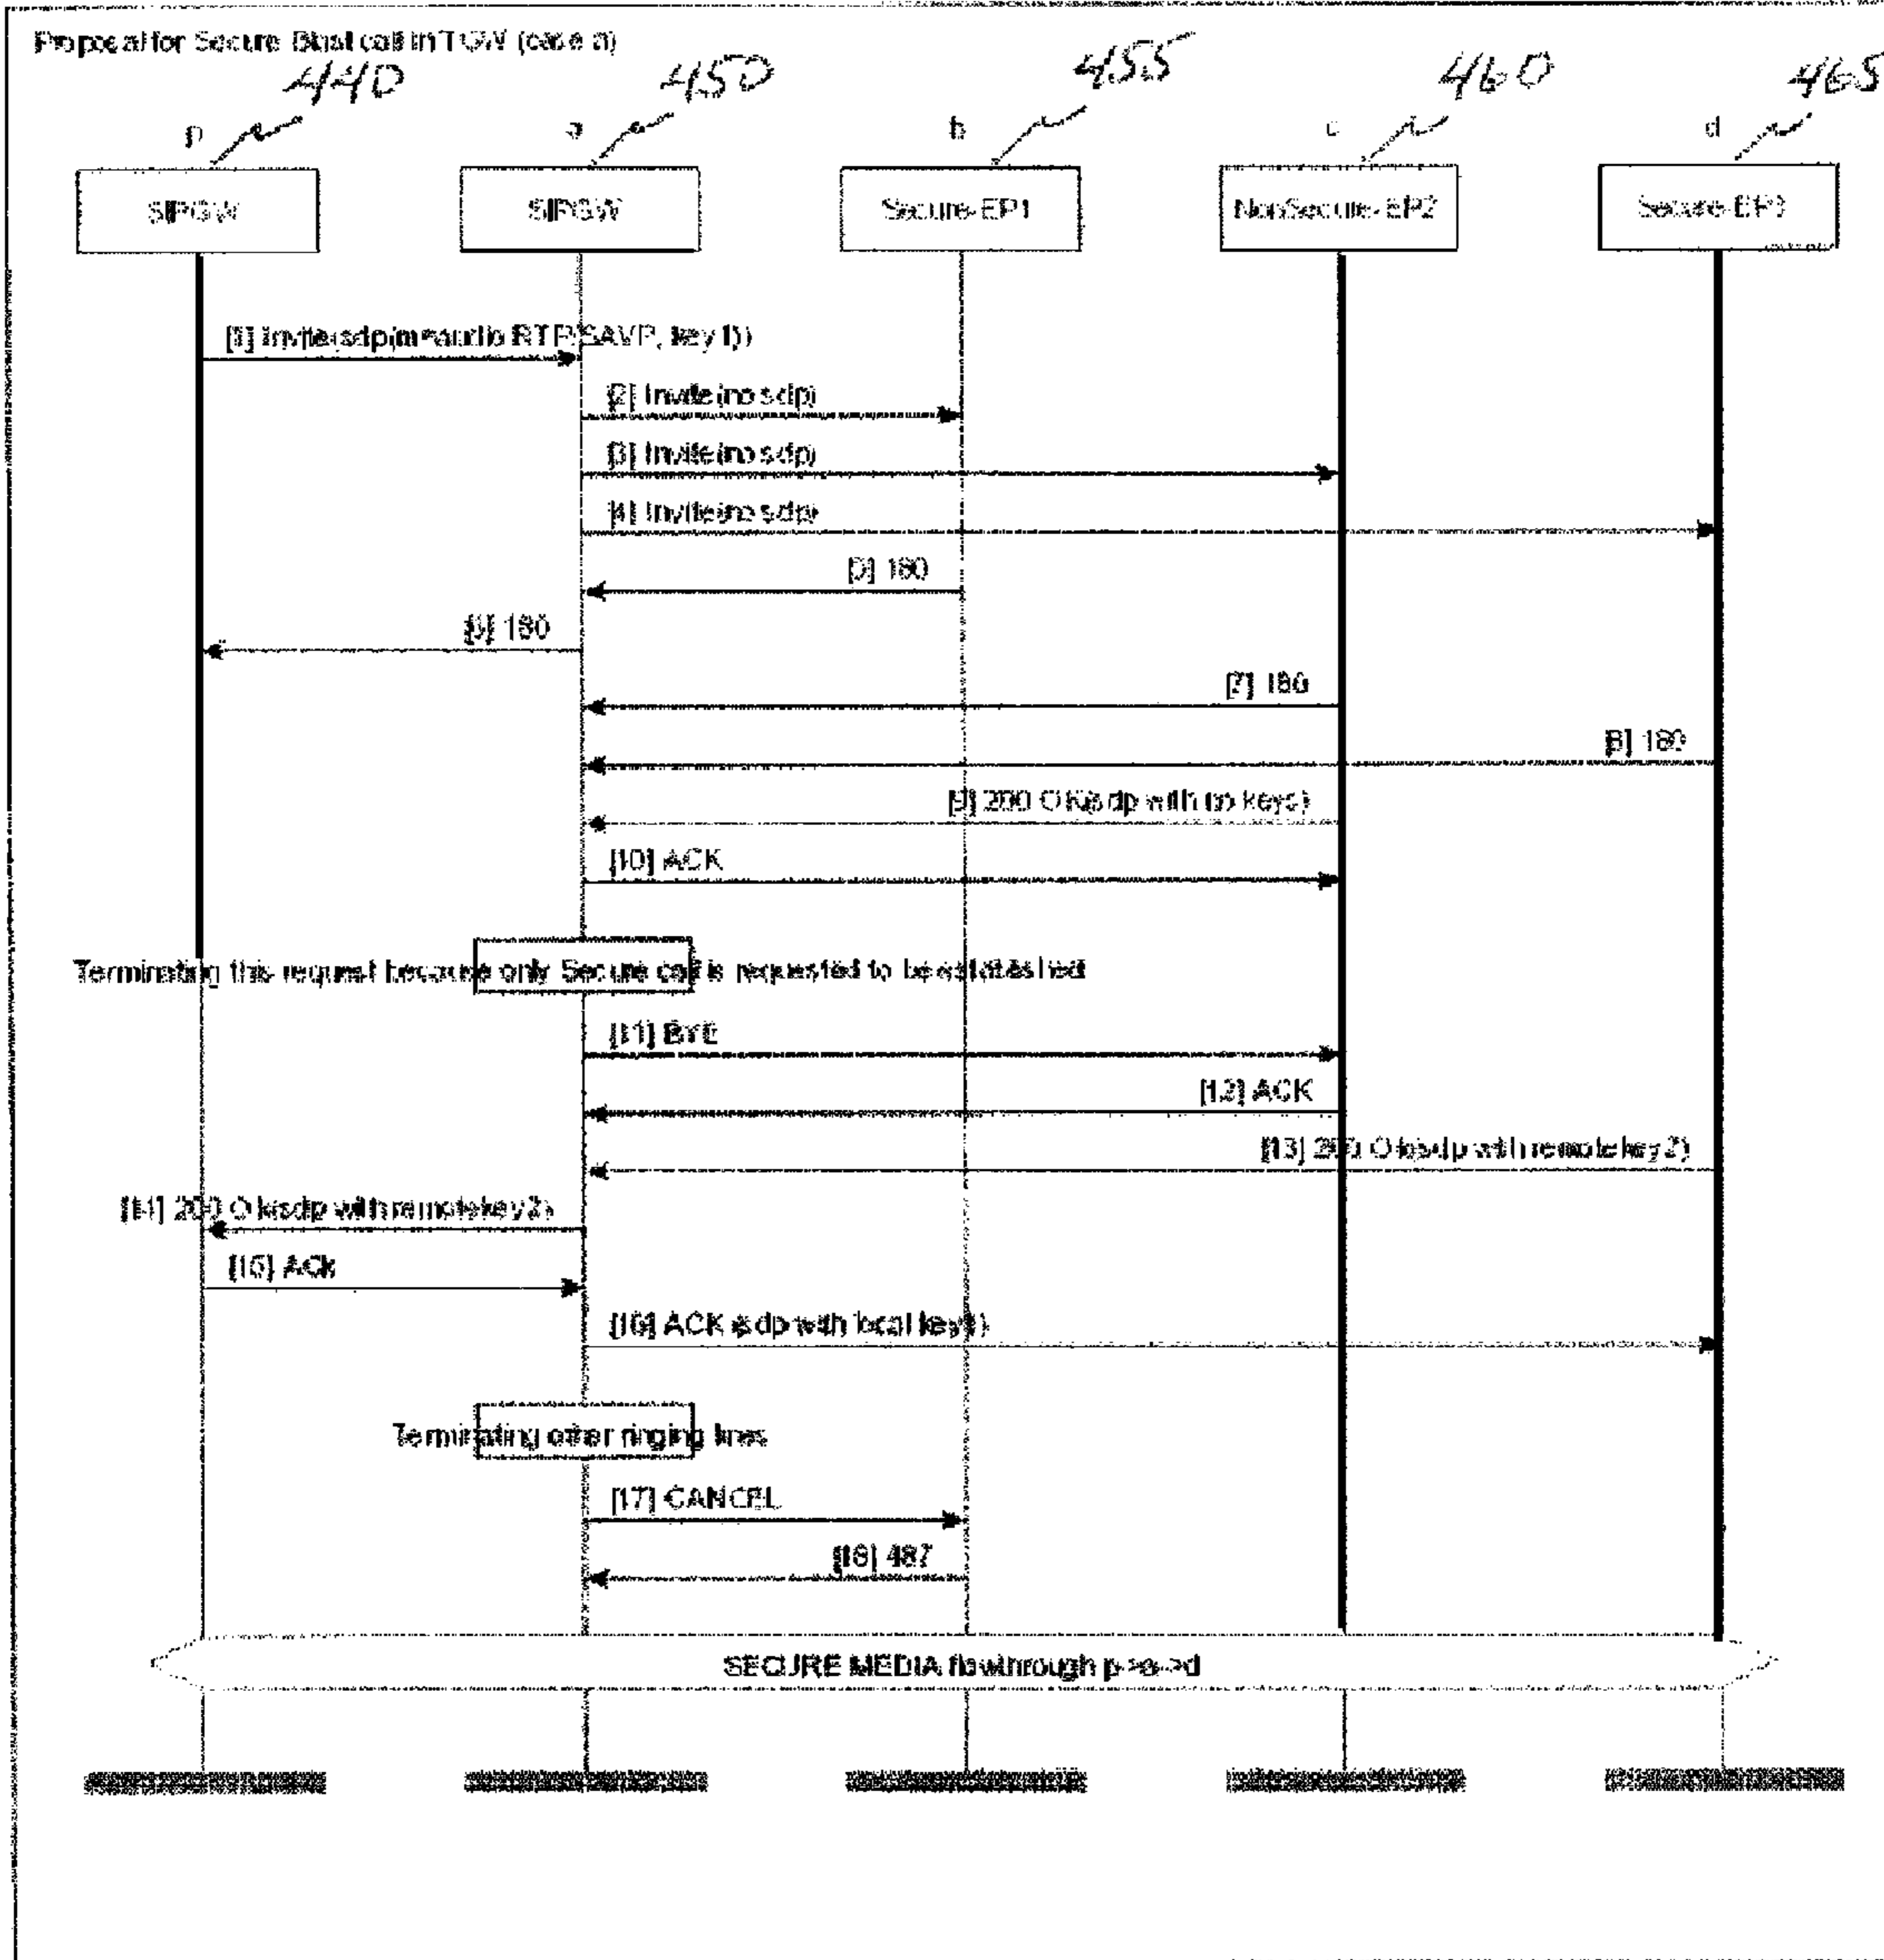 Proposal for Secure Blast call in TGW (case a)
440 450 455 460 465
p a b c d
SIPGW SIPGW Secure-EP1 NonSecure-EP2 Secure-EP3
[1] Invite(sdp(m=audio RTP/SAVP, key1))
[2] Invite(no sdp)
[3] Invite(no sdp)
[4] Invite(no sdp)
[5] 180
[6] 180
[7] 180
[8] 180
[9] 200 OK(sdp with no keys)
[10] ACK
Terminating this request because only Secure call is requested to be established
[11] BYE
[12] ACK
[13] 200 Ok(sdp with remote key2)
[14] 200 Ok(sdp with remotekey2)
[15] ACK
[16] ACK (sdp with local key1)
Terminating other ringing lines
[17] CANCEL
[18] 487
SECURE MEDIA flowthrough p->a->d